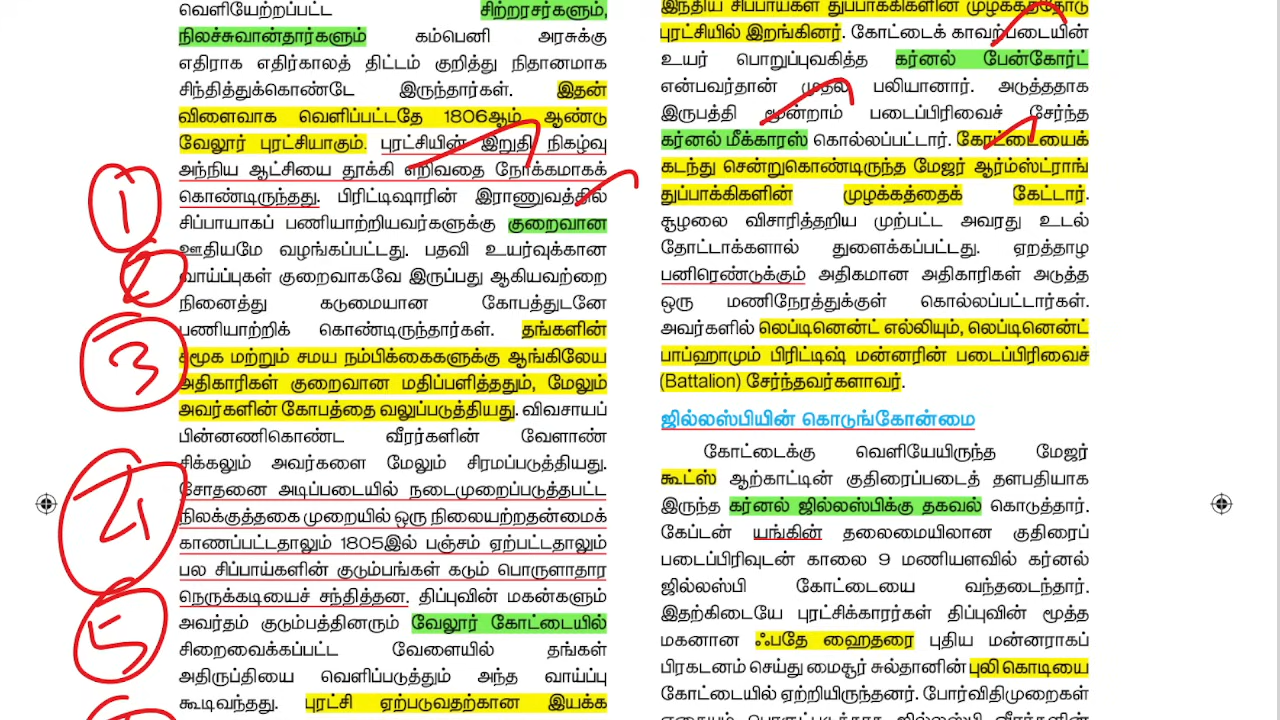 வெளியேற்றப்பட்ட சிற்றரசர்களும்,
நிலச்சுவான்தார்களும் கம்பெனி அரசுக்கு
எதிராக எதிர்காலத் திட்டம் குறித்து நிதானமாக
சிந்தித்துக்கொண்டே இருந்தார்கள். இதன்
விளைவாக வெளிப்பட்டதே 1806ஆம் ஆண்டு
வேலூர் புரட்சியாகும். புரட்சியின் இறுதி நிகழ்வு
அந்நிய ஆட்சியை தூக்கி எறிவதை நோக்கமாகக்
கொண்டிருந்தது. பிரிட்டிஷாரின் இராணுவத்தில்
சிப்பாயாகப் பணியாற்றியவர்களுக்கு குறைவான
ஊதியமே வழங்கப்பட்டது. பதவி உயர்வுக்கான
வாய்ப்புகள் குறைவாகவே இருப்பது ஆகியவற்றை
நினைத்து கடுமையான கோபத்துடனே
பணியாற்றிக் கொண்டிருந்தார்கள். தங்களின்
சமூக மற்றும் சமய நம்பிக்கைகளுக்கு ஆங்கிலேய
அதிகாரிகள் குறைவான மதிப்பளித்ததும், மேலும்
அவர்களின் கோபத்தை வலுப்படுத்தியது. விவசாயப்
பின்னணிகொண்ட வீரர்களின் வேளாண்
சிக்கலும் அவர்களை மேலும் சிரமப்படுத்தியது.
சோதனை அடிப்படையில் நடைமுறைப்படுத்தபட்ட
நிலக்குத்தகை முறையில் ஒரு நிலையற்றதன்மைக்
காணப்பட்டதாலும் 1805இல் பஞ்சம் ஏற்பட்டதாலும்
பல சிப்பாய்களின் குடும்பங்கள் கடும் பொருளாதார
நெருக்கடியைச் சந்தித்தன. திப்புவின் மகன்களும்
அவர்தம் குடும்பத்தினரும் வேலூர் கோட்டையில்
சிறைவைக்கப்பட்ட வேளையில் தங்கள்
அதிருப்தியை வெளிப்படுத்தும் அந்த வாய்ப்பு
கூடிவந்தது. புரட்சி ஏற்படுவதற்கான இயக்க
1
2
3
4
5
இந்திய சிப்பாய்கள் துப்பாக்கிகளின் முழக்கத்தோடு
புரட்சியில் இறங்கினர். கோட்டைக் காவற்படையின்
உயர் பொறுப்புவகித்த கர்னல் பேன்கோர்ட்
என்பவர்தான் முதல் பலியானார். அடுத்ததாக
இருபத்தி மூன்றாம் படைப்பிரிவைச் சேர்ந்த
கர்னல் மீக்காரஸ் கொல்லப்பட்டார். கோட்டையைக்
கடந்து சென்றுகொண்டிருந்த மேஜர் ஆர்ம்ஸ்ட்ராங்
துப்பாக்கிகளின் முழக்கத்தைக் கேட்டார்.
சூழலை விசாரித்தறிய முற்பட்ட அவரது உடல்
தோட்டாக்களால் துளைக்கப்பட்டது. ஏறத்தாழ
பனிரெண்டுக்கும் அதிகமான அதிகாரிகள் அடுத்த
ஒரு மணிநேரத்துக்குள் கொல்லப்பட்டார்கள்.
அவர்களில் லெப்டினென்ட் எல்லியும், லெப்டினென்ட்
பாப்ஹாமும் பிரிட்டிஷ் மன்னரின் படைப்பிரிவைச்
(Battalion) சேர்ந்தவர்களாவர்.
ஜில்லஸ்பியின் கொடுங்கோன்மை
கோட்டைக்கு வெளியேயிருந்த மேஜர்
கூட்ஸ் ஆற்காட்டின் குதிரைப்படைத் தளபதியாக
இருந்த கர்னல் ஜில்லஸ்பிக்கு தகவல் கொடுத்தார்.
கேப்டன் யங்கின் தலைமையிலான குதிரைப்
படைப்பிரிவுடன் காலை 9 மணியளவில் கர்னல்
ஜில்லஸ்பி கோட்டையை வந்தடைந்தார்.
இதற்கிடையே புரட்சிக்காரர்கள் திப்புவின் மூத்த
மகனான ஃபதே ஹைதரை புதிய மன்னராகப்
பிரகடனம் செய்து மைசூர் சுல்தானின் புலி கொடியை
கோட்டையில் ஏற்றியிருந்தனர். போர்விதிமுறைகள்